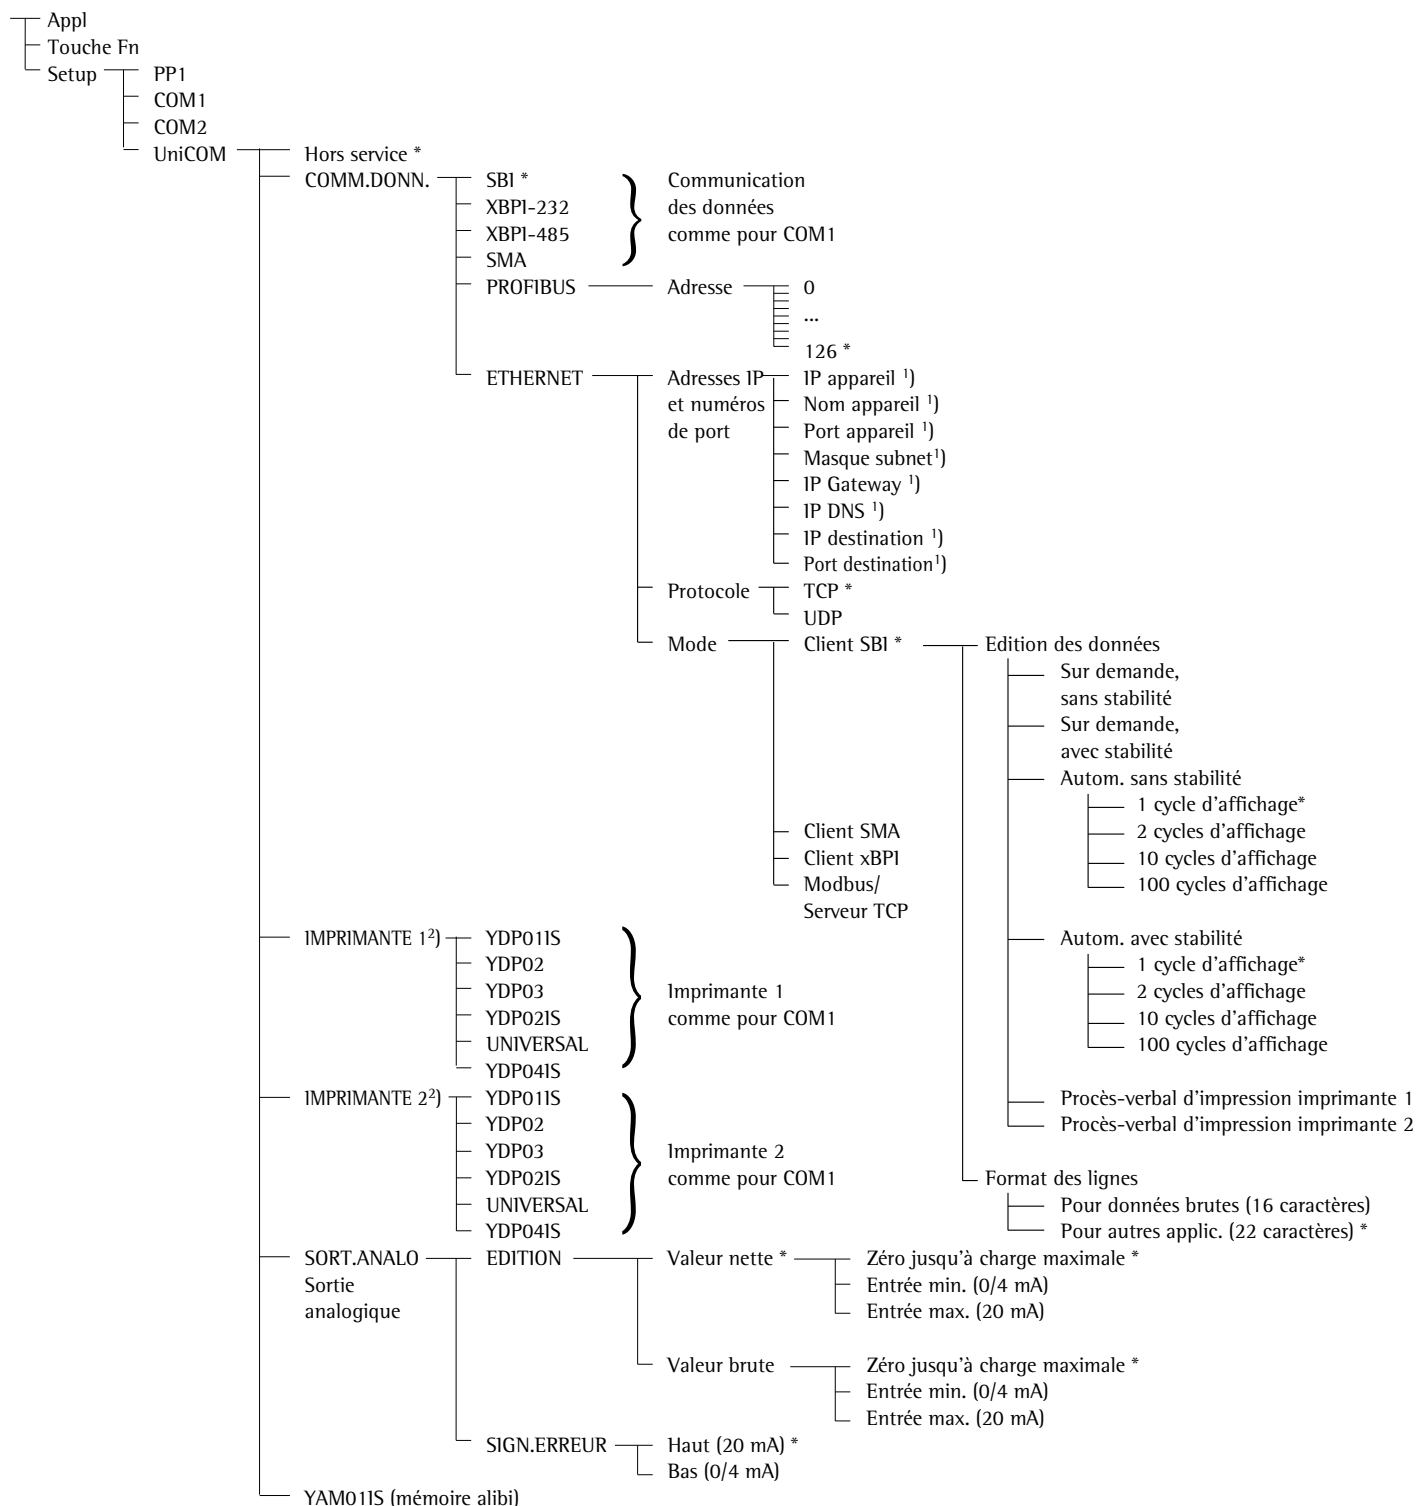 Appl
Touche Fn
Setup
PP1
COM1
COM2
UniCOM
Hors service *
COMM.DONN.
SBI *
XBPI-232
XBPI-485
SMA
Communication
des données
comme pour COM1
PROFIBUS
Adresse
0
...
126 *
ETHERNET
Adresses IP
et numéros
de port
IP appareil ¹)
Nom appareil ¹)
Port appareil ¹)
Masque subnet¹)
IP Gateway ¹)
IP DNS ¹)
IP destination ¹)
Port destination¹)
Protocole
TCP *
UDP
Mode
Client SBI *
Edition des données
Sur demande,
sans stabilité
Sur demande,
avec stabilité
Autom. sans stabilité
1 cycle d'affichage*
2 cycles d'affichage
10 cycles d'affichage
100 cycles d'affichage
Autom. avec stabilité
1 cycle d'affichage*
2 cycles d'affichage
10 cycles d'affichage
100 cycles d'affichage
Procès-verbal d'impression imprimante 1
Procès-verbal d'impression imprimante 2
Format des lignes
Pour données brutes (16 caractères)
Pour autres applic. (22 caractères) *
Client SMA
Client xBPI
Modbus/
Serveur TCP
IMPRIMANTE 1²)
YDP01IS
YDP02
YDP03
YDP02IS
UNIVERSAL
YDP04IS
Imprimante 1
comme pour COM1
IMPRIMANTE 2²)
YDP01IS
YDP02
YDP03
YDP02IS
UNIVERSAL
YDP04IS
Imprimante 2
comme pour COM1
SORT.ANALO
Sortie
analogique
EDITION
Valeur nette *
Zéro jusqu'à charge maximale *
Entrée min. (0/4 mA)
Entrée max. (20 mA)
Valeur brute
Zéro jusqu'à charge maximale *
Entrée min. (0/4 mA)
Entrée max. (20 mA)
SIGN.ERREUR
Haut (20 mA) *
Bas (0/4 mA)
YAM01IS (mémoire alibi)